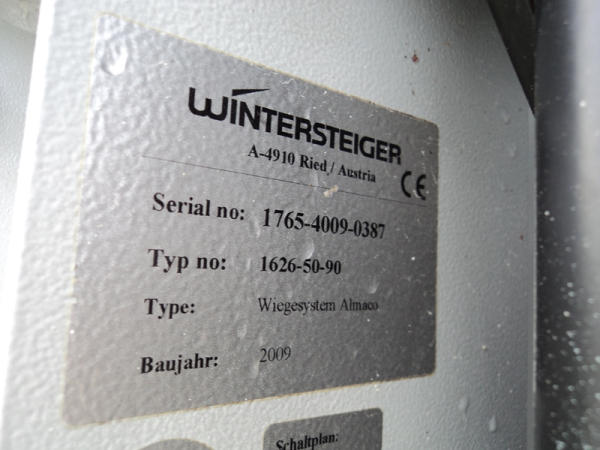 WINTERSTEIGER
A-4910 Ried / Austria
CE
Serial no: 1765-4009-0387
Typ no: 1626-50-90
Type: Wiegesystem Almaco
Baujahr: 2009
Schaltplan: